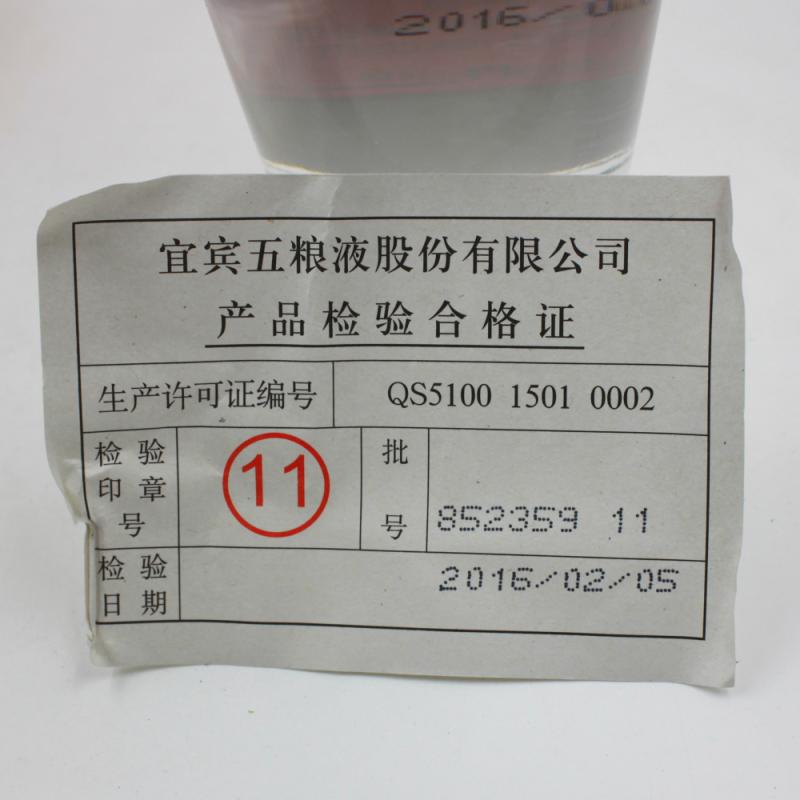 2016/0
宜宾五粮液股份有限公司
产品检验合格证
生产许可证编号 QS5100 1501 0002
检验印章号 11 批号 852359 11
检验日期 2016/02/05